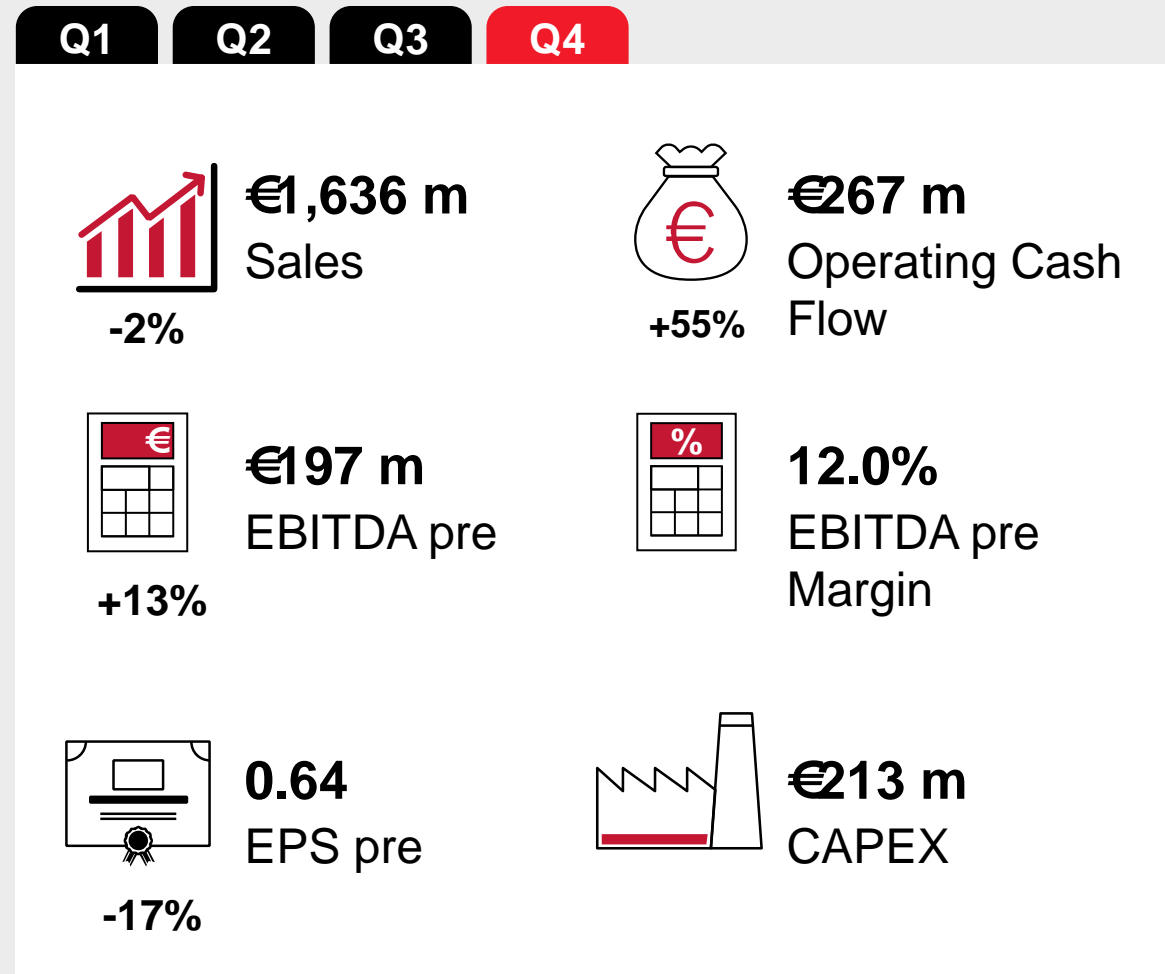 Q1 Q2 Q3 Q4
€1,636 m
Sales
-2%
€267 m
Operating Cash
Flow
+55%
€
€
€197 m
EBITDA pre
+13%
%
12.0%
EBITDA pre
Margin
0.64
EPS pre
-17%
€213 m
CAPEX